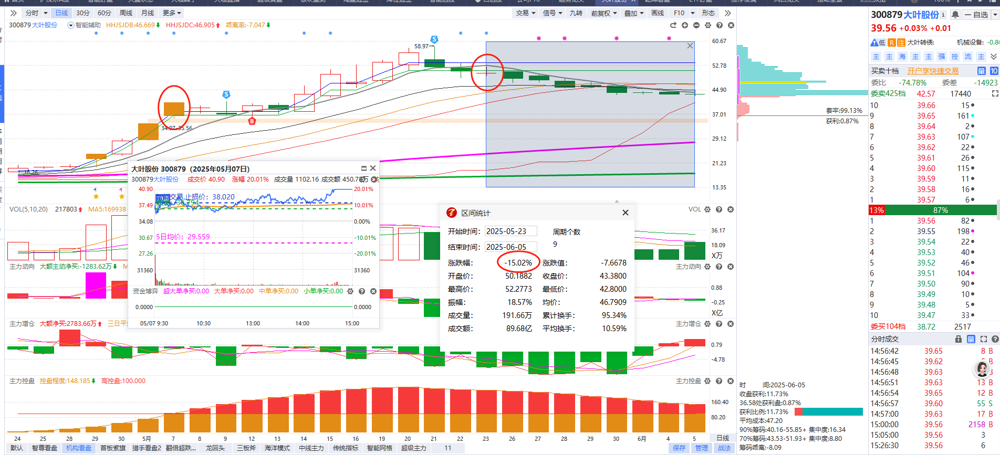 分时 日线 30分 60分 周线 月线 更多
交易 信号 九转 前复权 叠加 画线 F10 形态
300879 大叶股份 智能辅助 HHJSJDB:46.669 HHJSJDC:46.905 乖离率:-7.047
58.97
34.07-35.56
18.26
S
S
B
60.67
52.78
44.90
37.01
29.12
21.23
13.35
大叶股份 300879 (2025年05月07日)
300879大叶股份 成交价 40.90 涨幅 20.01% 成交量 1102.16 成交额 450.78万
40.90 20.01%
交易.止损价: 38.020
37.49 10.01%
34.08 0.00%
5日均价: 29.559
30.67 -10.01%
27.26 -20.01%
31360 31360
资金博弈 超大单净买:0.00 大单净买:0.00 中单净买:0.00 小单净买:0.00
0.0000 0.0000
05/07 9:30 10:30 13:00 14:00 15:00
VOL(5,10,20) 217803 MA5:169938
VOL
36.17
18.09
X万
主力动向 大额主动净买:-1283.62万
主力动向
0.88
-0.25
X亿
主力增仓 大额净买:2783.66万
主力增仓
0.79
-4.78
主力控盘 控盘程度:148.185 高控盘:100.000
主力控盘
160.40
80.20
区间统计
开始时间: 2025-05-23 周期个数
结束时间: 2025-06-05 9
涨跌幅: -15.02% 涨跌值: -7.6678
开盘价: 50.1882 收盘价: 43.3800
最高价: 52.2773 最低价: 42.8000
振幅: 18.57% 均价: 46.7909
成交量: 191.66万 累计换手: 95.34%
成交额: 89.68亿 平均换手: 10.59%
24 25 28 29 30 5月 7 8 9 12 13 14 15 16 19 20 21 22 23 26 27 28 29 30 6月 4 5 日线
默认 智尊看盘 机构看盘 首板紫旗 猎手看盘2 翻倍超跌... 龙回头 三板斧 海洋模式 中线主力 传统指标 智能网格 超级主力 11 保存 管理 战法
套牢:99.13%
获利:0.87%
时 间:2025-06-05
收盘获利:11.73%
36.58处获利盘:0.87%
获利比例:11.73%
平均成本:47.20
90%筹码:40.16-55.85+ 集中度:16.34
70%筹码:43.53-51.93+ 集中度:8.80
筹码乖离:-8.09
300879 大叶股份 自选
39.56 +0.03% +0.01
低 R 注 大叶转债: 机械设备: -0.8
主 主 海 主 主 强 控 流 主
买卖十档 开户享快捷交易 量 10
委比 -74.78% 委差 -14923
委卖425档 42.57 17440
10 39.66 15
9 39.65 161
8 39.64 2
7 39.63 107
6 39.62 22
5 39.61 26
4 39.60 115
3 39.59 11
2 39.58 16
1 39.57 6
13% 87%
1 39.56 82
2 39.55 198
3 39.54 22
4 39.53 40
5 39.52 46
6 39.51 104
7 39.50 90
8 39.49 10
9 39.48 5
10 39.47 33
委买104档 38.72 2517
分时成交 量
14:56:42 39.65 8 B
14:56:45 39.62
14:56:48 39.63
14:56:51 39.63 13 B
14:56:54 39.65 12 B
14:56:57 39.60 55 S
14:57:00 39.63 17 B
15:00:00 39.56 2158 B
15:05:00 39.56 3
15:26:30 39.56 6